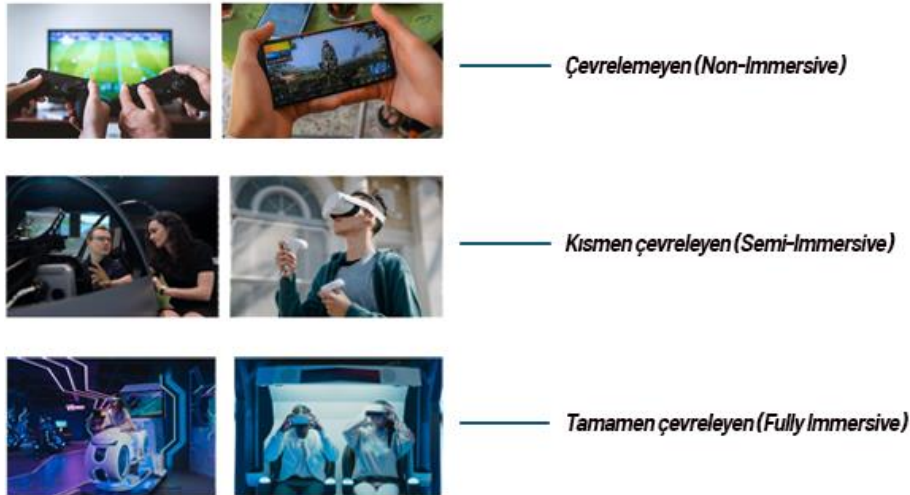 Çevrelemeyen (Non-Immersive)
Kısmen çevreleyen (Semi-Immersive)
Tamamen çevreleyen (Fully Immersive)